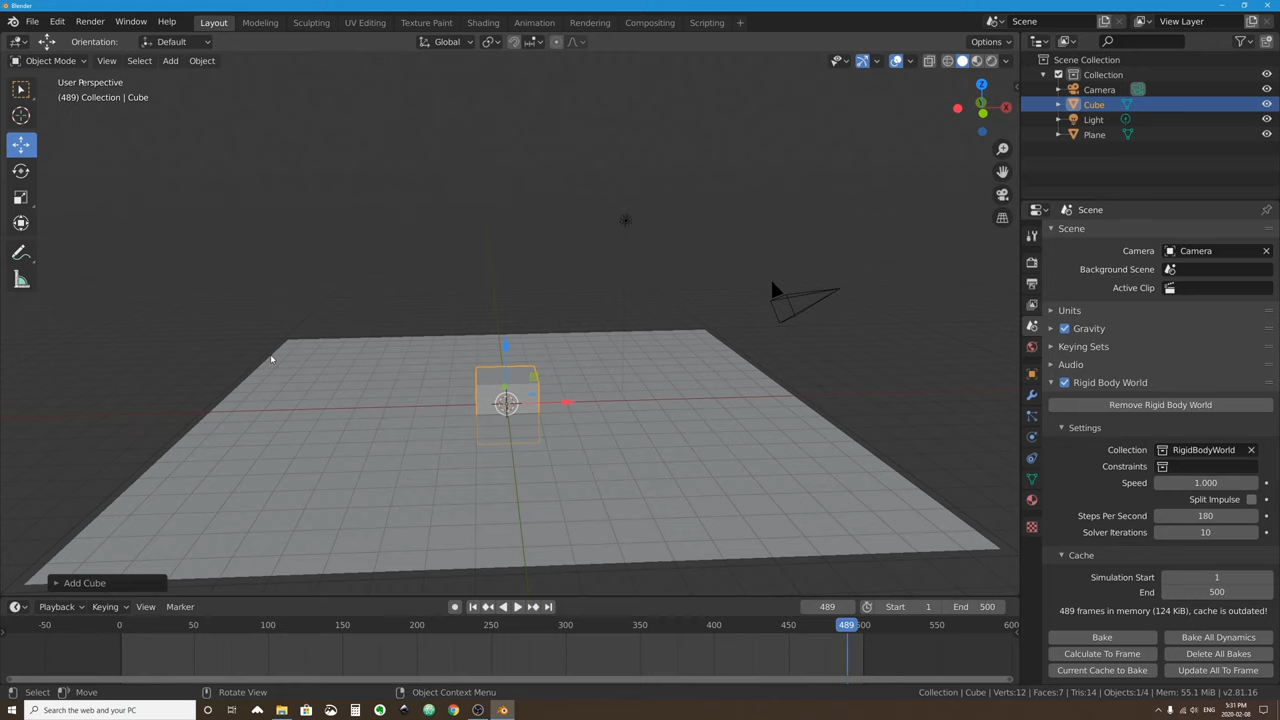 Blender
File Edit Render Window Help Layout Modeling Sculpting UV Editing Texture Paint Shading Animation Rendering Compositing Scripting + Scene View Layer
Orientation: Default Global Options
Object Mode View Select Add Object
User Perspective
(489) Collection | Cube
Z
Y
X
Add Cube
Scene Collection
Collection
Camera
Cube
Light
Plane
Scene
Scene
Camera Camera
Background Scene
Active Clip
Units
Gravity
Keying Sets
Audio
Rigid Body World
Remove Rigid Body World
Settings
Collection RigidBodyWorld
Constraints
Speed 1.000
Split Impulse
Steps Per Second 180
Solver Iterations 10
Cache
Simulation Start 1
End 500
489 frames in memory (124 KiB), cache is outdated!
Bake Bake All Dynamics
Calculate To Frame Delete All Bakes
Current Cache to Bake Update All To Frame
Playback Keying View Marker 489 Start 1 End 500
-50 0 50 100 150 200 250 300 350 400 450 489 500 550 600
Select Move Rotate View Object Context Menu Collection | Cube | Verts:12 | Faces:7 | Tris:14 | Objects:1/4 | Mem: 55.1 MiB | v2.81.16
Search the web and your PC ENG 5:31 PM 2020-02-08